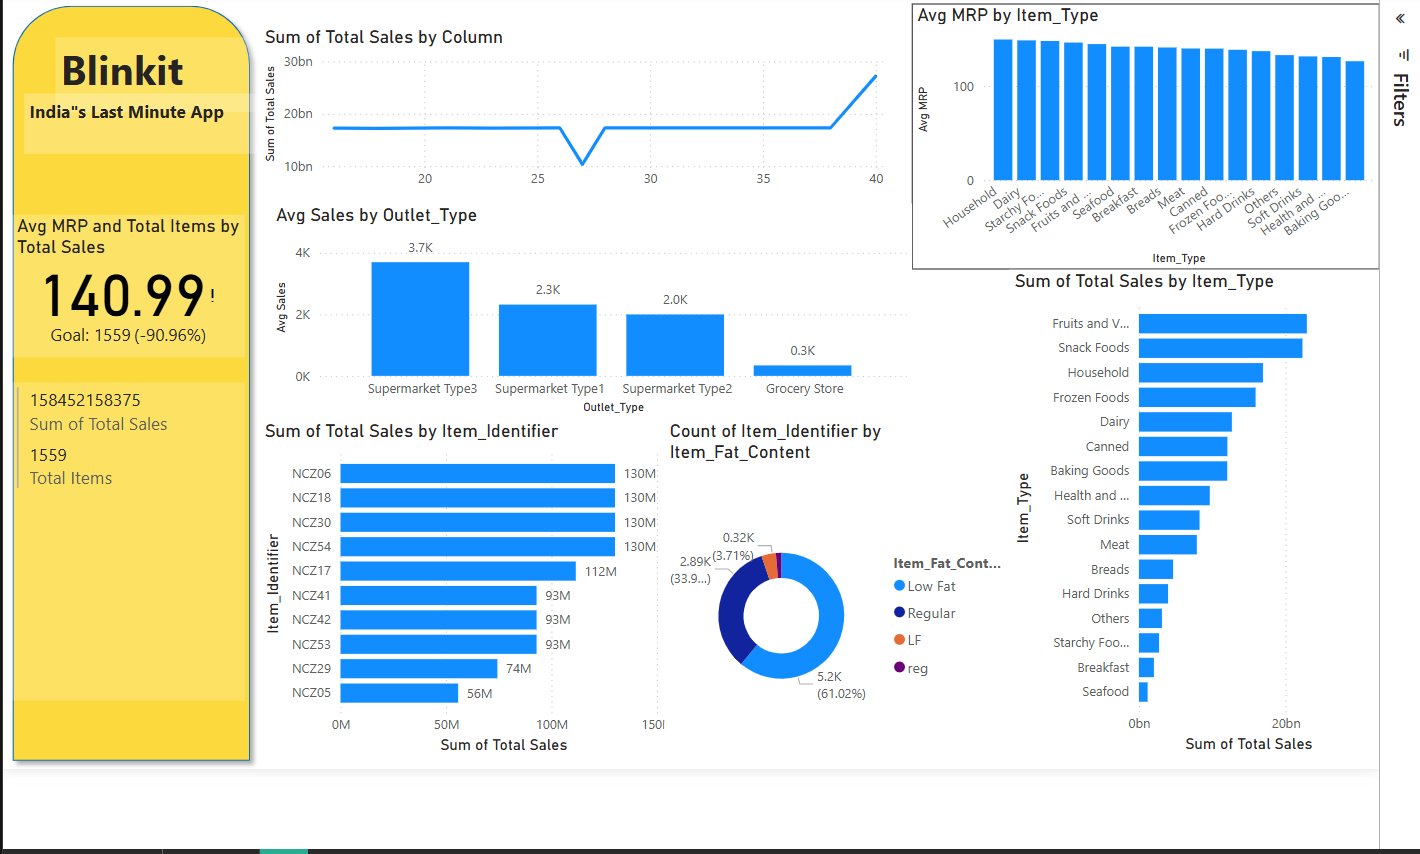 Blinkit
India"s Last Minute App
Avg MRP and Total Items by
Total Sales
140.99!
Goal: 1559 (-90.96%)
158452158375
Sum of Total Sales
1559
Total Items
Sum of Total Sales by Column
Sum of Total Sales
30bn
20bn
10bn
20
25
30
35
40
Avg Sales by Outlet_Type
Avg Sales
4K
2K
0K
3.7K
2.3K
2.0K
0.3K
Supermarket Type3
Supermarket Type1
Supermarket Type2
Grocery Store
Outlet_Type
Sum of Total Sales by Item_Identifier
Item_Identifier
NCZ06
130M
NCZ18
130M
NCZ30
130M
NCZ54
130M
NCZ17
112M
NCZ41
93M
NCZ42
93M
NCZ53
93M
NCZ29
74M
NCZ05
56M
0M
50M
100M
150
Sum of Total Sales
Count of Item_Identifier by
Item_Fat_Content
0.32K
(3.71%)
2.89K
(33.9...)
5.2K
(61.02%)
Item_Fat_Cont...
Low Fat
Regular
LF
reg
Avg MRP by Item_Type
Avg MRP
100
0
Household
Dairy
Starchy Fo...
Snack Foods
Fruits and ...
Seafood
Breakfast
Breads
Meat
Canned
Frozen Foo...
Hard Drinks
Others
Soft Drinks
Health and ...
Baking Goo...
Item_Type
Sum of Total Sales by Item_Type
Item_Type
Fruits and V...
Snack Foods
Household
Frozen Foods
Dairy
Canned
Baking Goods
Health and ...
Soft Drinks
Meat
Breads
Hard Drinks
Others
Starchy Foo...
Breakfast
Seafood
0bn
20bn
Sum of Total Sales
Filters